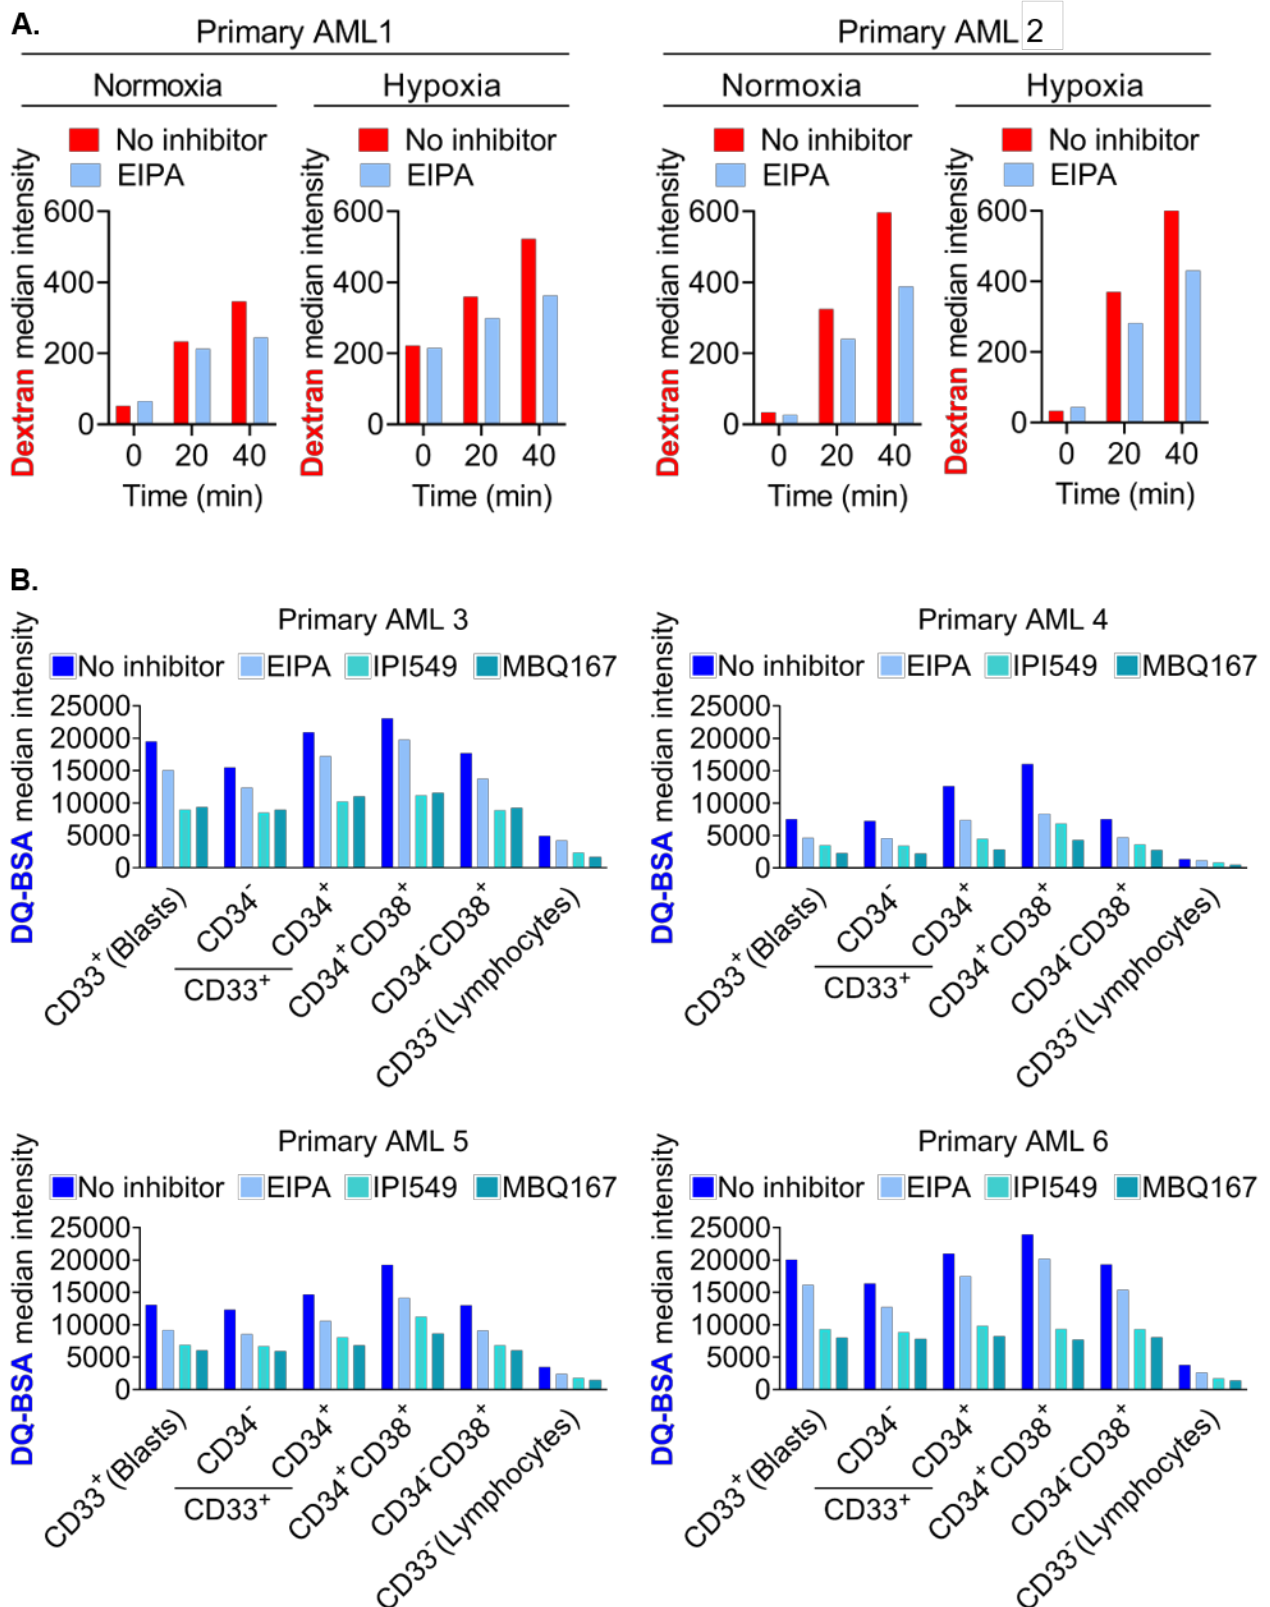 A.
Primary AML1
Primary AML 2
Normoxia
Hypoxia
Normoxia
Hypoxia
No inhibitor
EIPA
No inhibitor
EIPA
No inhibitor
EIPA
No inhibitor
EIPA
Dextran median intensity
600
400
200
0
0 20 40
Time (min)
Dextran median intensity
600
400
200
0
0 20 40
Time (min)
Dextran median intensity
600
400
200
0
0 20 40
Time (min)
Dextran median intensity
600
400
200
0
0 20 40
Time (min)
B.
Primary AML 3
No inhibitor EIPA IPI549 MBQ167
DQ-BSA median intensity
25000
20000
15000
10000
5000
0
CD33⁺(Blasts)
CD34⁻
CD34⁺
CD33⁺
CD34⁺CD38⁺
CD34⁻CD38⁺
CD33⁻(Lymphocytes)
Primary AML 4
No inhibitor EIPA IPI549 MBQ167
DQ-BSA median intensity
25000
20000
15000
10000
5000
0
CD33⁺(Blasts)
CD34⁻
CD34⁺
CD33⁺
CD34⁺CD38⁺
CD34⁻CD38⁺
CD33⁻(Lymphocytes)
Primary AML 5
No inhibitor EIPA IPI549 MBQ167
DQ-BSA median intensity
25000
20000
15000
10000
5000
0
CD33⁺(Blasts)
CD34⁻
CD34⁺
CD33⁺
CD34⁺CD38⁺
CD34⁻CD38⁺
CD33⁻(Lymphocytes)
Primary AML 6
No inhibitor EIPA IPI549 MBQ167
DQ-BSA median intensity
25000
20000
15000
10000
5000
0
CD33⁺(Blasts)
CD34⁻
CD34⁺
CD33⁺
CD34⁺CD38⁺
CD34⁻CD38⁺
CD33⁻(Lymphocytes)